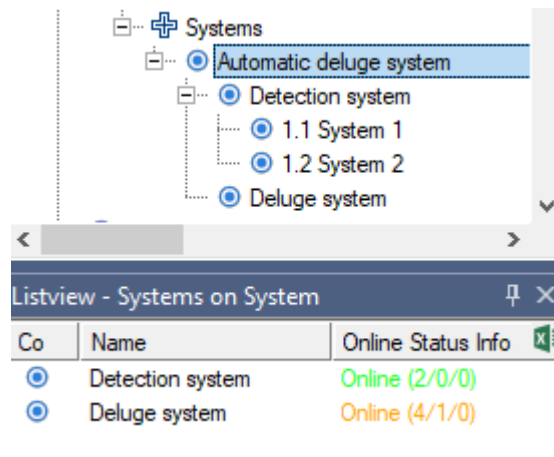 Systems
Automatic deluge system
Detection system
1.1 System 1
1.2 System 2
Deluge system
Listview - Systems on System
Co Name Online Status Info
Detection system Online (2/0/0)
Deluge system Online (4/1/0)